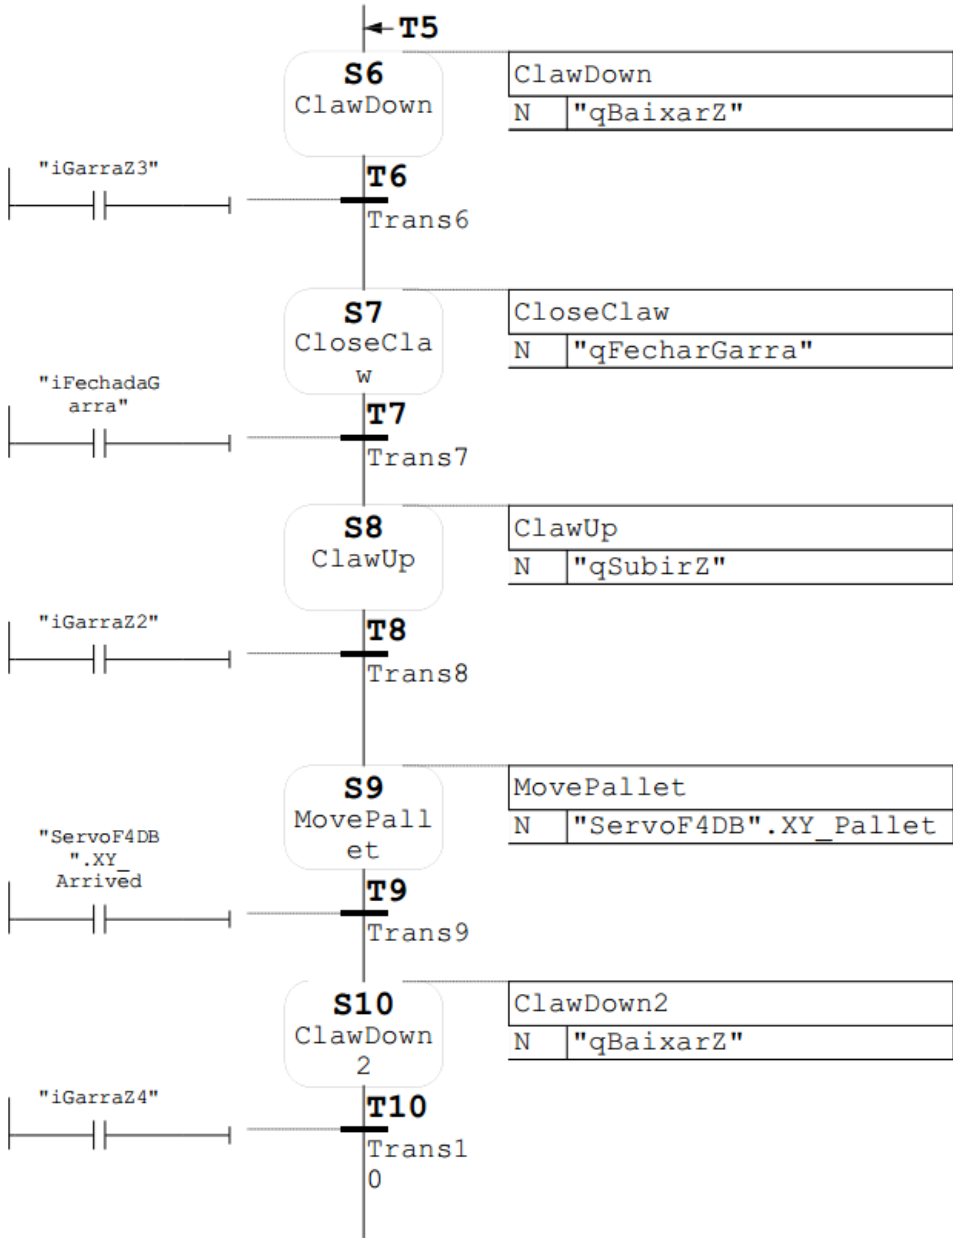 T5
S6
ClawDown
ClawDown
N "qBaixarZ"
"iGarraZ3"
T6
Trans6
S7
CloseCla
w
CloseClaw
N "qFecharGarra"
"iFechadaG
arra"
T7
Trans7
S8
ClawUp
ClawUp
N "qSubirZ"
"iGarraZ2"
T8
Trans8
S9
MovePall
et
MovePallet
N "ServoF4DB".XY_Pallet
"ServoF4DB
".XY_
Arrived
T9
Trans9
S10
ClawDown
2
ClawDown2
N "qBaixarZ"
"iGarraZ4"
T10
Trans1
0